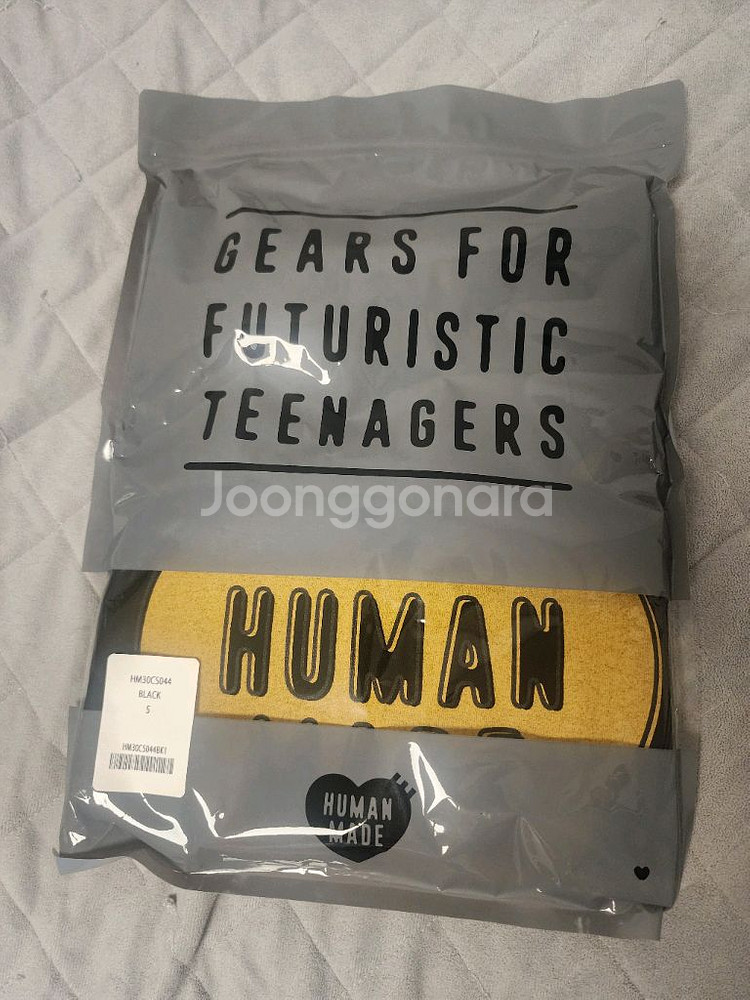 GEARS FOR
FUTURISTIC
TEENAGERS
Joonggonara
HUMAN
HM30CS044
BLACK
S
HM30CS044BK1
HUMAN
MADE